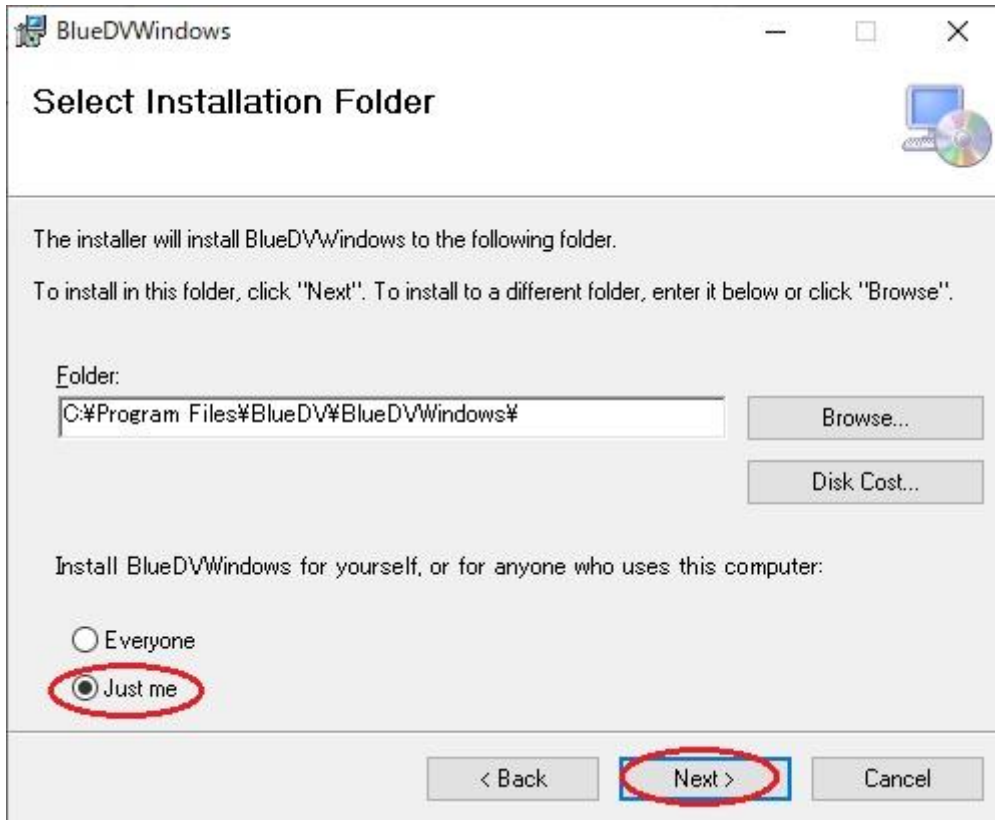 BlueDVWindows
Select Installation Folder
The installer will install BlueDVWindows to the following folder.
To install in this folder, click "Next". To install to a different folder, enter it below or click "Browse".
Folder:
C:¥Program Files¥BlueDV¥BlueDVWindows¥
Browse...
Disk Cost...
Install BlueDVWindows for yourself, or for anyone who uses this computer:
Everyone
Just me
< Back Next > Cancel